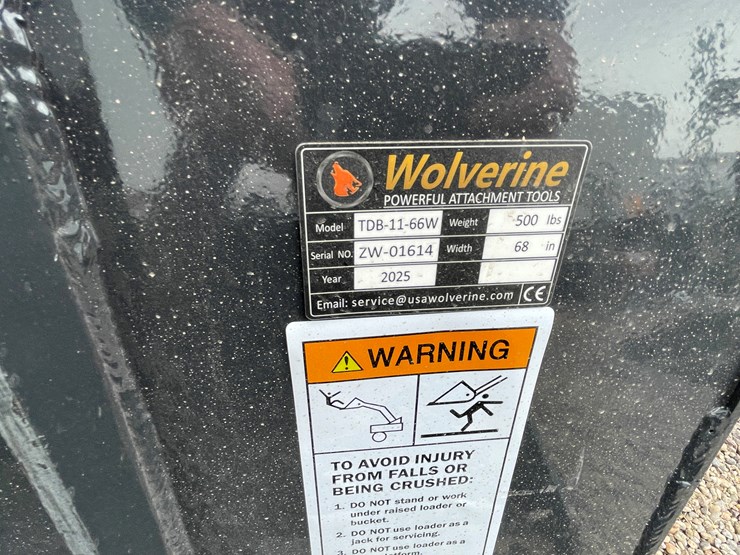 Wolverine
POWERFUL ATTACHMENT TOOLS
Model TDB-11-66W Weight 500 lbs
Serial NO. ZW-01614 Width 68 in
Year 2025
Email: service@usawolverine.com CE
WARNING
TO AVOID INJURY
FROM FALLS OR
BEING CRUSHED:
1. DO NOT stand or work
under raised loader or
bucket.
2. DO NOT use loader as a
jack for servicing.
3. DO NOT use loader as a